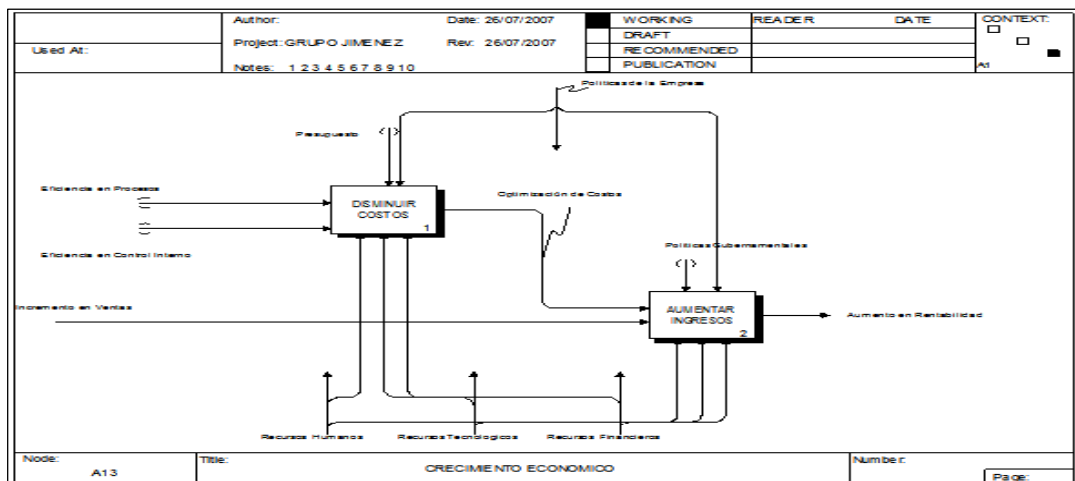 Used At:
Author:
Date: 26/07/2007
Project: GRUPO JIMENEZ
Rev: 26/07/2007
Notes: 1 2 3 4 5 6 7 8 9 10
WORKING
DRAFT
RECOMMENDED
PUBLICATION
READER
DATE
CONTEXT:
A1
Políticas de la Empresa
Presupuesto
Eficiencia en Procesos
DISMINUIR
COSTOS
1
Optimización de Costos
Eficiencia en Control Interno
Políticas Gubernamentales
Incremento en Ventas
AUMENTAR
INGRESOS
2
Aumento en Rentabilidad
Recursos Humanos
Recursos Tecnologicos
Recursos Financieros
Node:
A13
Title:
CRECIMIENTO ECONOMICO
Number:
Page: